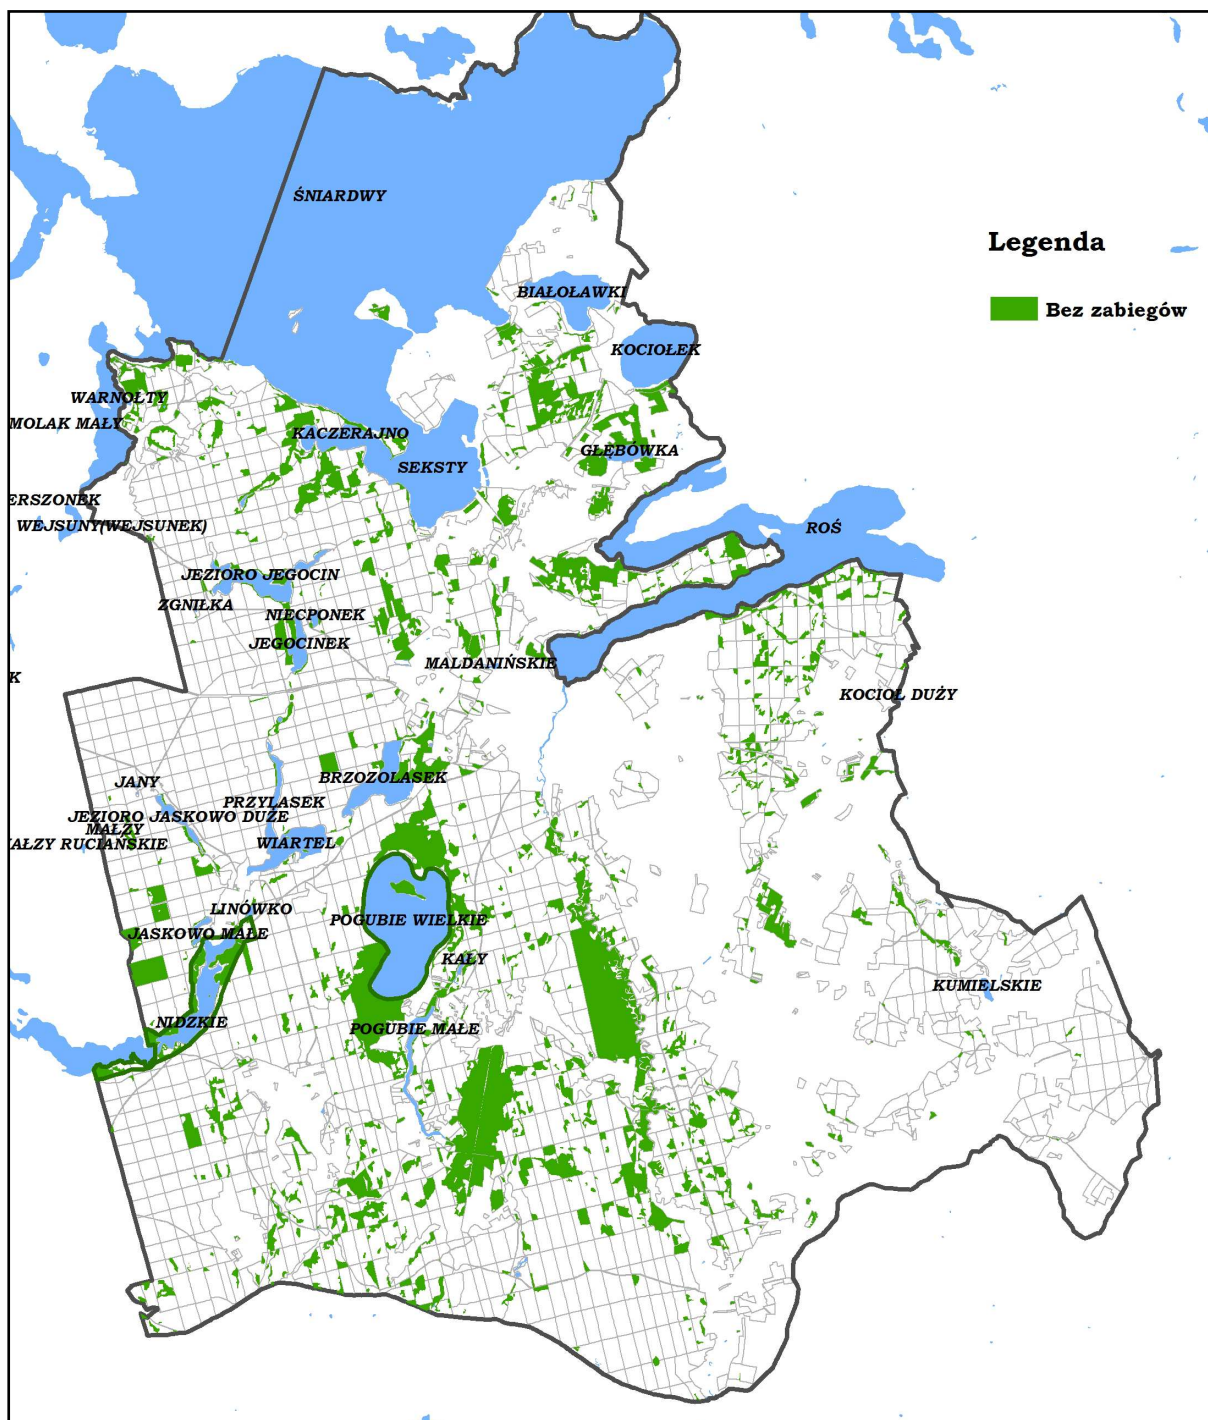 ŚNIARDWY
Legenda
BIAŁOŁAWKI
Bez zabiegów
KOCIOŁEK
WARNOŁTY
MOLAK MAŁY
KACZERAJNO
GŁĘBÓWKA
SEKSTY
ERSZONEK
WEJSUNY(WEJSUNEK)
ROŚ
JEZIORO JEGOCIN
ZGNIŁKA
NIECPONEK
JEGOCINEK
MALDANIŃSKIE
K
KOCIOŁ DUŻY
BRZOZOLASEK
JANY
PRZYLASEK
JEZIORO JASKOWO DUŻE
MAŁZY
AŁZY RUCIAŃSKIE
WIARTEL
LINÓWKO
POGUBIE WIELKIE
JASKOWO MAŁE
KAŁY
KUMIELSKIE
NIDZKIE
POGUBIE MAŁE